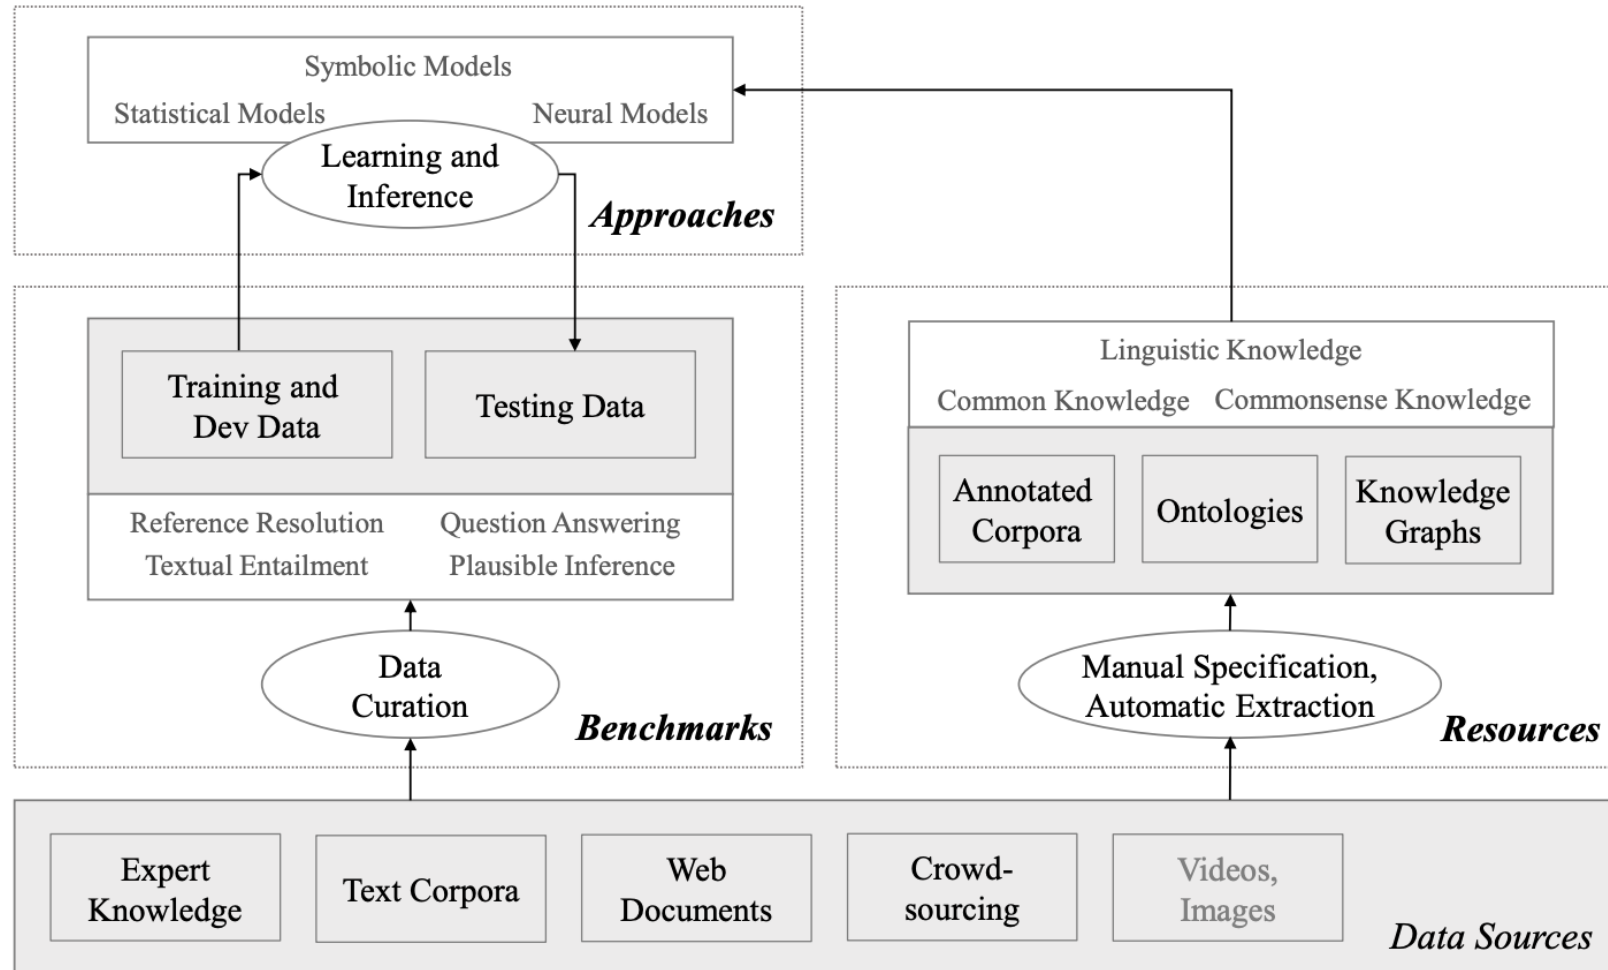 Symbolic Models
Statistical Models
Neural Models
Learning and
Inference
Approaches
Training and
Dev Data
Testing Data
Reference Resolution
Question Answering
Textual Entailment
Plausible Inference
Data
Curation
Benchmarks
Linguistic Knowledge
Common Knowledge
Commonsense Knowledge
Annotated
Corpora
Ontologies
Knowledge
Graphs
Manual Specification,
Automatic Extraction
Resources
Expert
Knowledge
Text Corpora
Web
Documents
Crowd-
sourcing
Videos,
Images
Data Sources